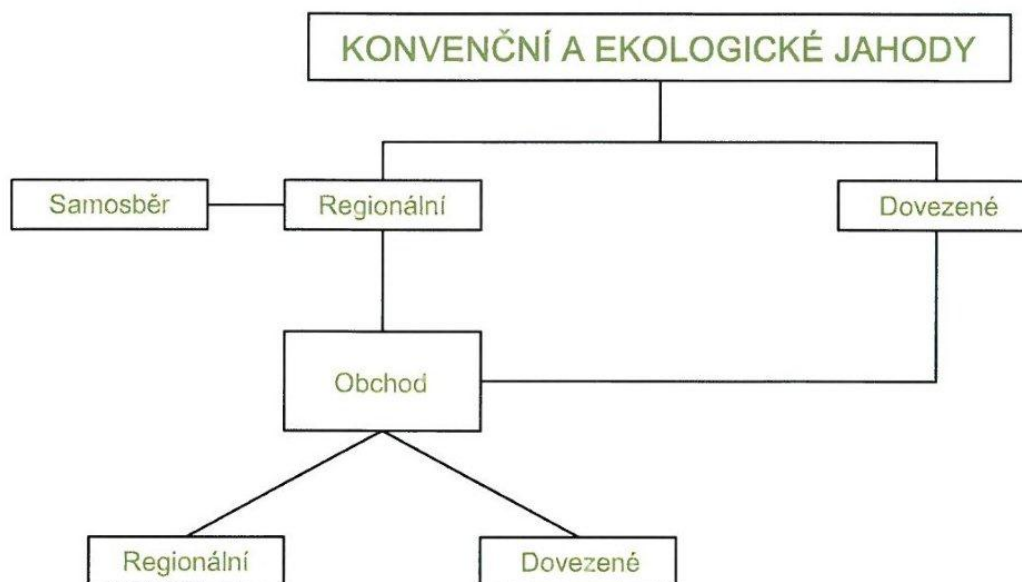 KONVENČNÍ A EKOLOGICKÉ JAHODY
Samosběr
Regionální
Dovezené
Obchod
Regionální
Dovezené